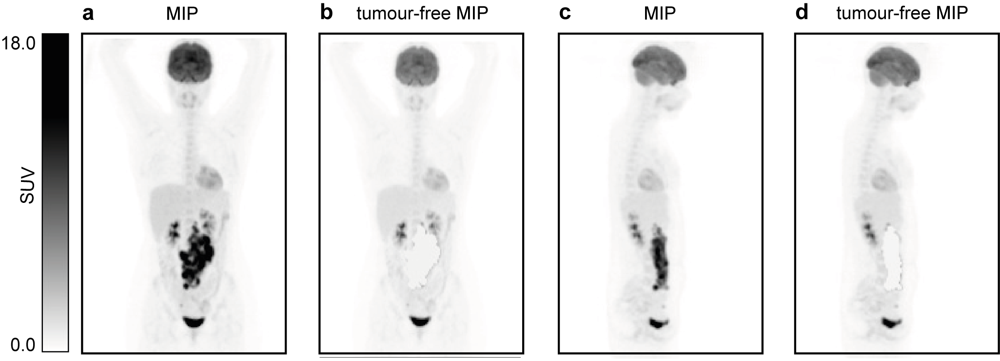 a MIP
b tumour-free MIP
c MIP
d tumour-free MIP
18.0
SUV
0.0